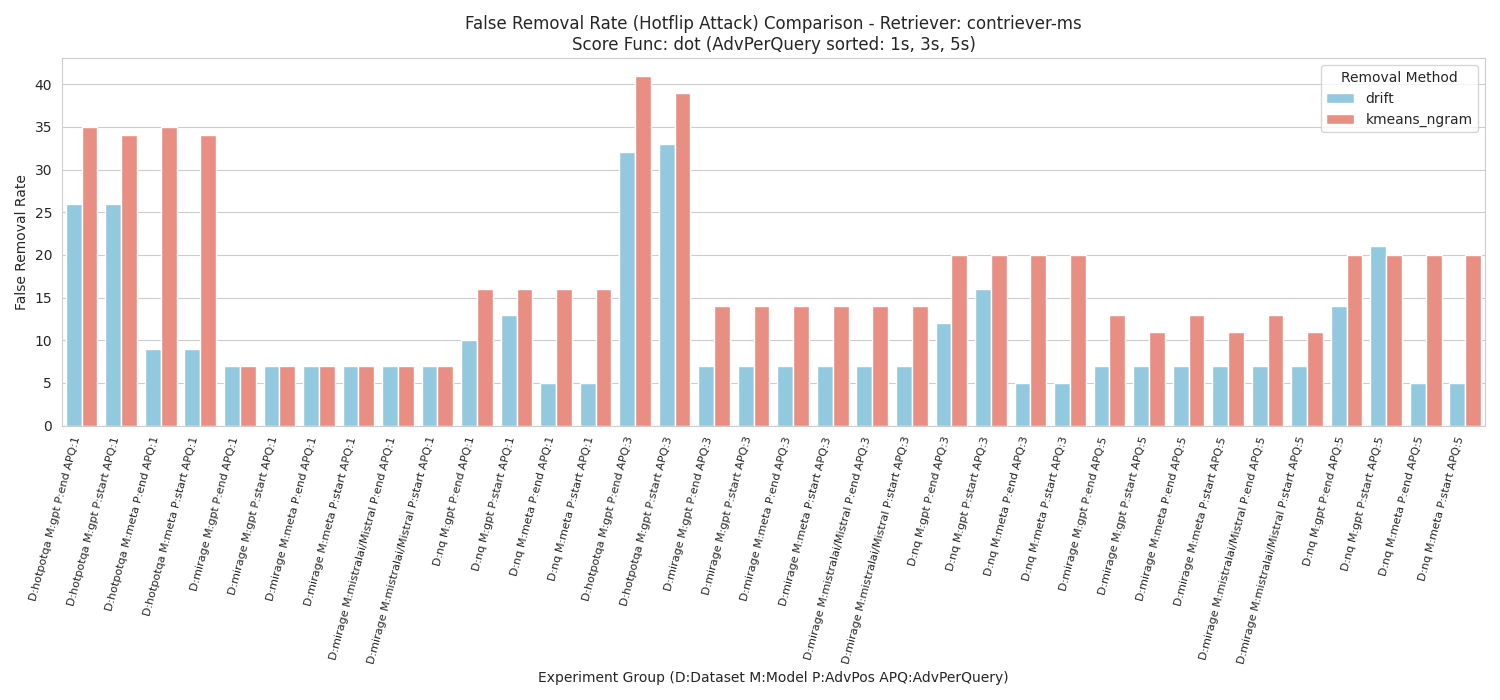 False Removal Rate (Hotflip Attack) Comparison - Retriever: contriever-ms
Score Func: dot (AdvPerQuery sorted: 1s, 3s, 5s)
Removal Method
drift
kmeans_ngram
False Removal Rate
40
35
30
25
20
15
10
5
0
D:hotpotqa M:gpt P:end APQ:1
D:hotpotqa M:gpt P:start APQ:1
D:hotpotqa M:meta P:end APQ:1
D:hotpotqa M:meta P:start APQ:1
D:mirage M:gpt P:end APQ:1
D:mirage M:gpt P:start APQ:1
D:mirage M:meta P:end APQ:1
D:mirage M:meta P:start APQ:1
D:mirage M:mistralai/Mistral P:end APQ:1
D:mirage M:mistralai/Mistral P:start APQ:1
D:nq M:gpt P:end APQ:1
D:nq M:gpt P:start APQ:1
D:nq M:meta P:end APQ:1
D:nq M:meta P:start APQ:1
D:hotpotqa M:gpt P:end APQ:3
D:hotpotqa M:gpt P:start APQ:3
D:mirage M:gpt P:end APQ:3
D:mirage M:gpt P:start APQ:3
D:mirage M:meta P:end APQ:3
D:mirage M:meta P:start APQ:3
D:mirage M:mistralai/Mistral P:end APQ:3
D:mirage M:mistralai/Mistral P:start APQ:3
D:nq M:gpt P:end APQ:3
D:nq M:gpt P:start APQ:3
D:nq M:meta P:end APQ:3
D:nq M:meta P:start APQ:3
D:mirage M:gpt P:end APQ:5
D:mirage M:gpt P:start APQ:5
D:mirage M:meta P:end APQ:5
D:mirage M:meta P:start APQ:5
D:mirage M:mistralai/Mistral P:end APQ:5
D:mirage M:mistralai/Mistral P:start APQ:5
D:nq M:gpt P:end APQ:5
D:nq M:gpt P:start APQ:5
D:nq M:meta P:end APQ:5
D:nq M:meta P:start APQ:5
Experiment Group (D:Dataset M:Model P:AdvPos APQ:AdvPerQuery)